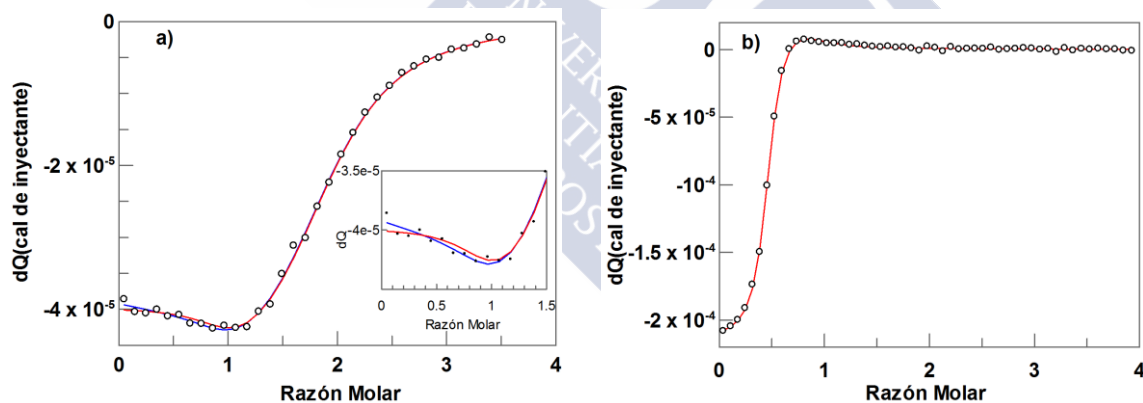 a)
0
-2 x 10-5
-4 x 10-5
dQ(cal de inyectante)
0
1
2
3
4
Razón Molar
-3.5e-5
-4e-5
dQ
0
0.5
1
1.5
Razón Molar
b)
0
-5 x 10-5
-10-4
-1.5 x 10-4
-2 x 10-4
dQ(cal de inyectante)
0
1
2
3
4
Razón Molar